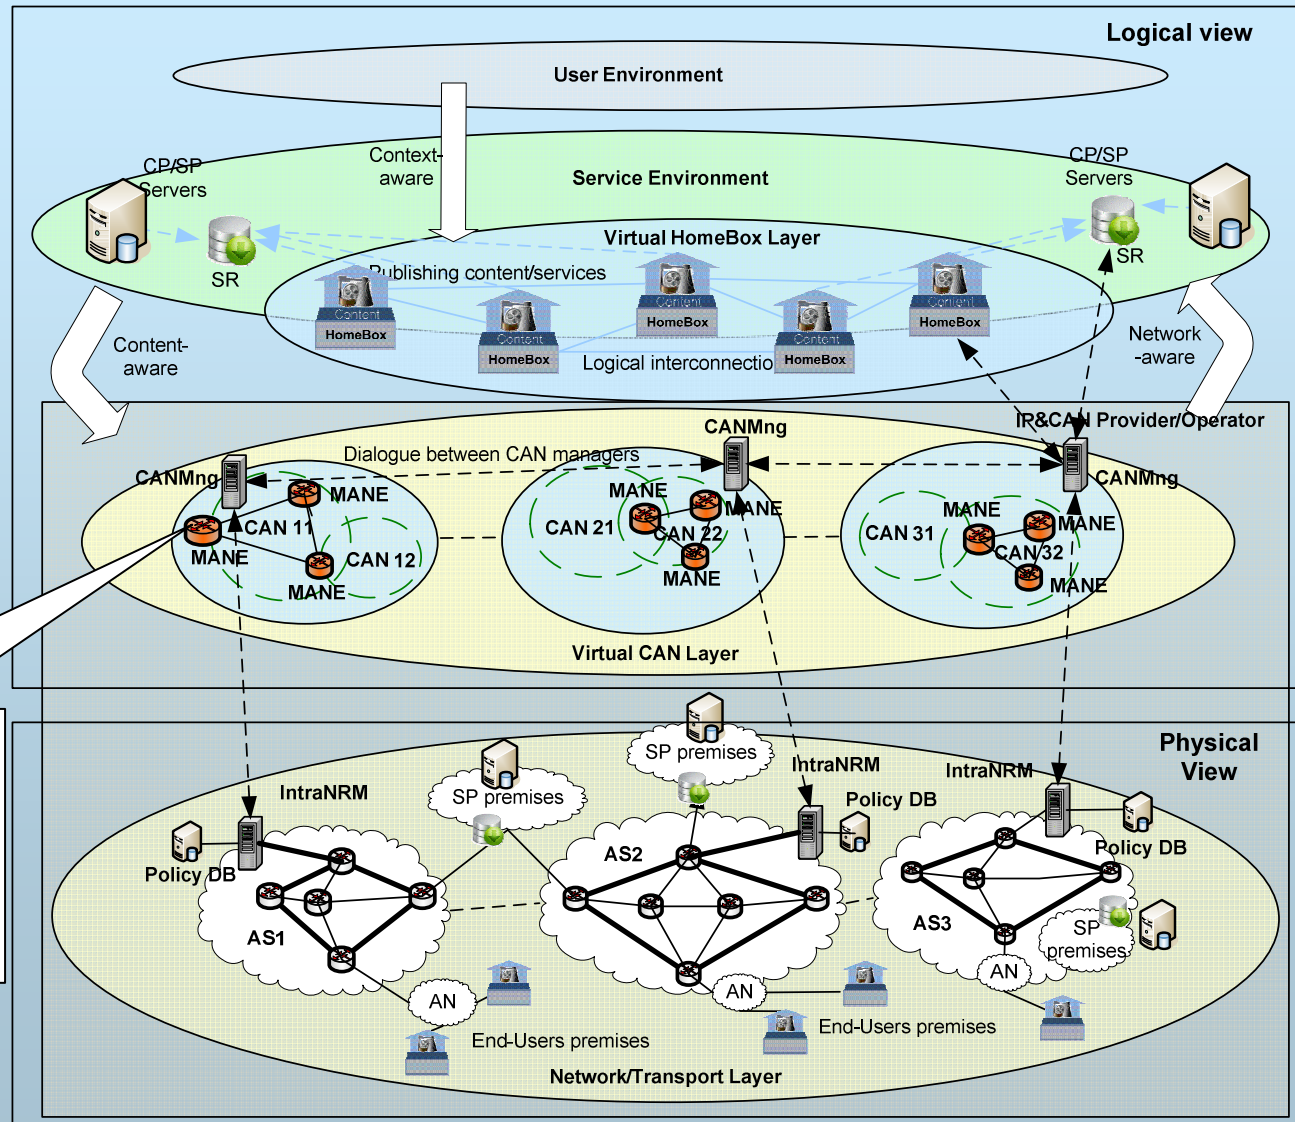 Logical view
User Environment
CP/SP
Servers
Context-
aware
Service Environment
CP/SP
Servers
SR
Virtual HomeBox Layer
SR
Publishing content/services
Content
HomeBox
Content
HomeBox
Content
HomeBox
Content
HomeBox
Content
HomeBox
Logical interconnectio
Content-
aware
Network
-aware
IP&CAN Provider/Operator
CANMng
Dialogue between CAN managers
CANMng
CANMng
MANE
CAN 11
MANE
CAN 12
MANE
MANE
CAN 21
MANE
CAN 22
MANE
CAN 31
MANE
CAN 32
MANE
Virtual CAN Layer
Physical
View
SP premises
SP premises
IntraNRM
IntraNRM
IntraNRM
Policy DB
Policy DB
Policy DB
AS1
AS2
AS3
SP
premises
AN
AN
AN
End-Users premises
End-Users premises
Network/Transport Layer